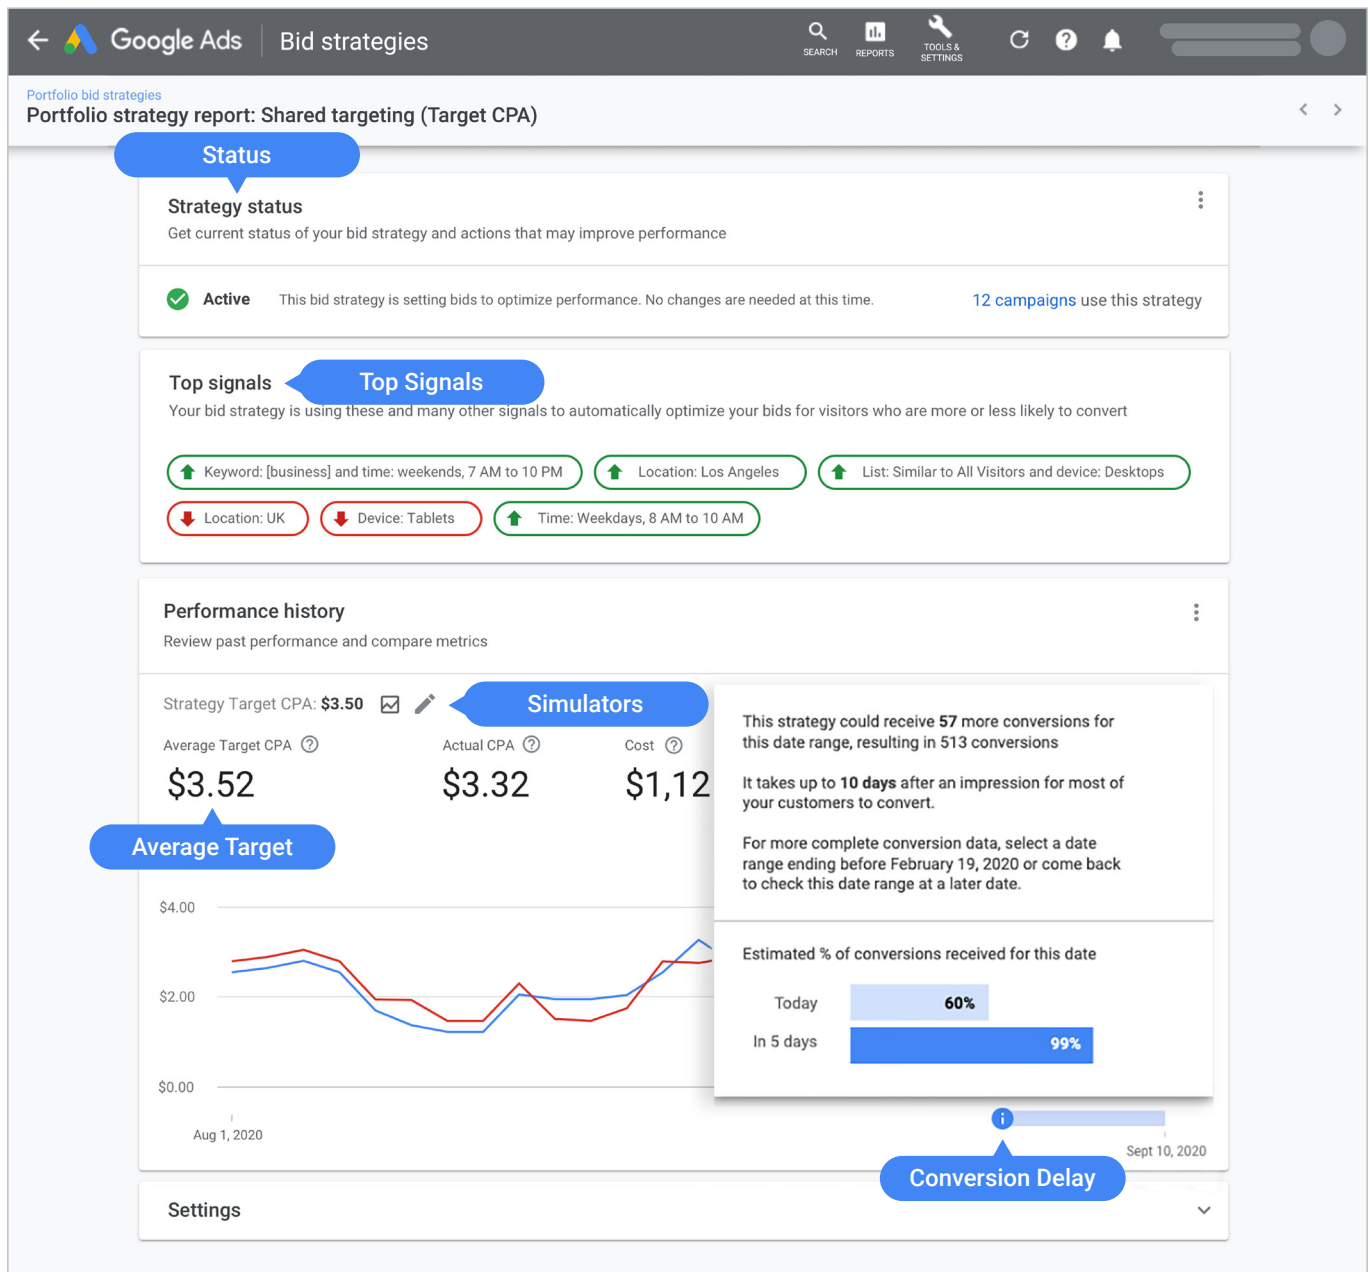 Google Ads
Bid strategies
SEARCH
REPORTS
TOOLS &
SETTINGS
Portfolio bid strategies
Portfolio strategy report: Shared targeting (Target CPA)
Status
Strategy status
Get current status of your bid strategy and actions that may improve performance
Active
This bid strategy is setting bids to optimize performance. No changes are needed at this time.
12 campaigns use this strategy
Top signals
Top Signals
Your bid strategy is using these and many other signals to automatically optimize your bids for visitors who are more or less likely to convert
Keyword: [business] and time: weekends, 7 AM to 10 PM
Location: Los Angeles
List: Similar to All Visitors and device: Desktops
Location: UK
Device: Tablets
Time: Weekdays, 8 AM to 10 AM
Performance history
Review past performance and compare metrics
Strategy Target CPA: $3.50
Simulators
Average Target CPA
Actual CPA
Cost
$3.52
$3.32
$1,12
Average Target
This strategy could receive 57 more conversions for
this date range, resulting in 513 conversions
It takes up to 10 days after an impression for most of
your customers to convert.
For more complete conversion data, select a date
range ending before February 19, 2020 or come back
to check this date range at a later date.
Estimated % of conversions received for this date
Today
60%
In 5 days
99%
$4.00
$2.00
$0.00
Aug 1, 2020
Sept 10, 2020
Conversion Delay
Settings